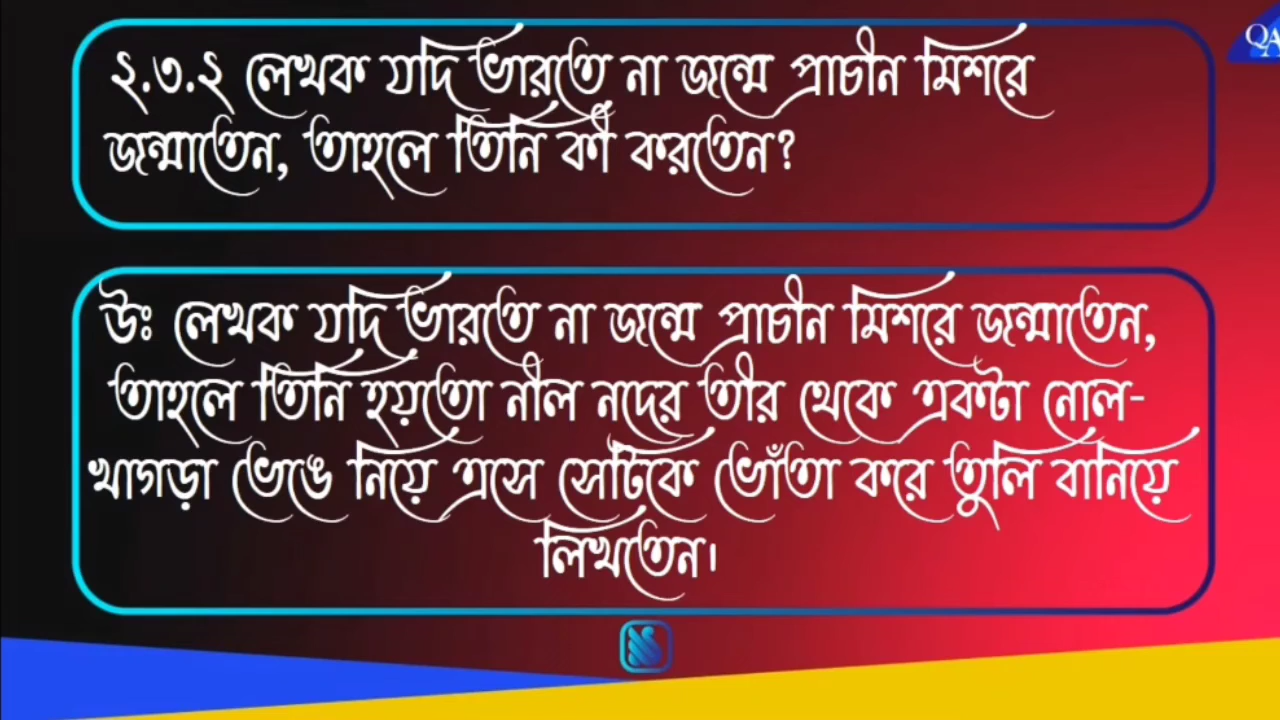 QA
২.৩.২ লেখক যদি ভারতে না জন্মে প্রাচীন মিশরে
জন্মাতেন, তাহলে তিনি কী করতেন?
উঃ লেখক যদি ভারতে না জন্মে প্রাচীন মিশরে জন্মাতেন,
তাহলে তিনি হয়তো নীল নদের তীর থেকে একটা নোল-
খাগড়া ভেঙে নিয়ে এসে সেটিকে ভোঁতা করে তুলি বানিয়ে
লিখতেন।